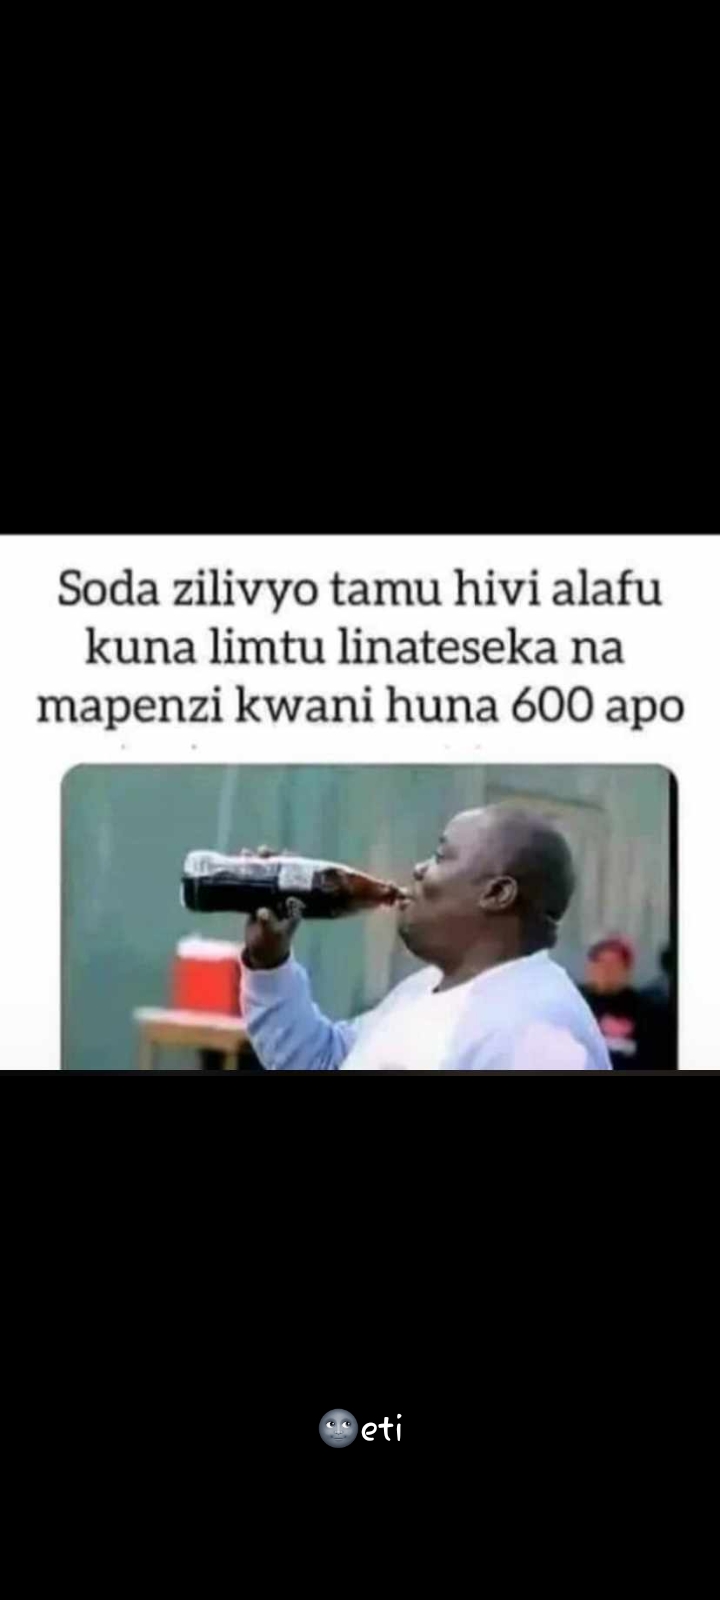 Soda zilivyo tamu hivi alafu
kuna limtu linateseka na
mapenzi kwani huna 600 apo
🌚eti